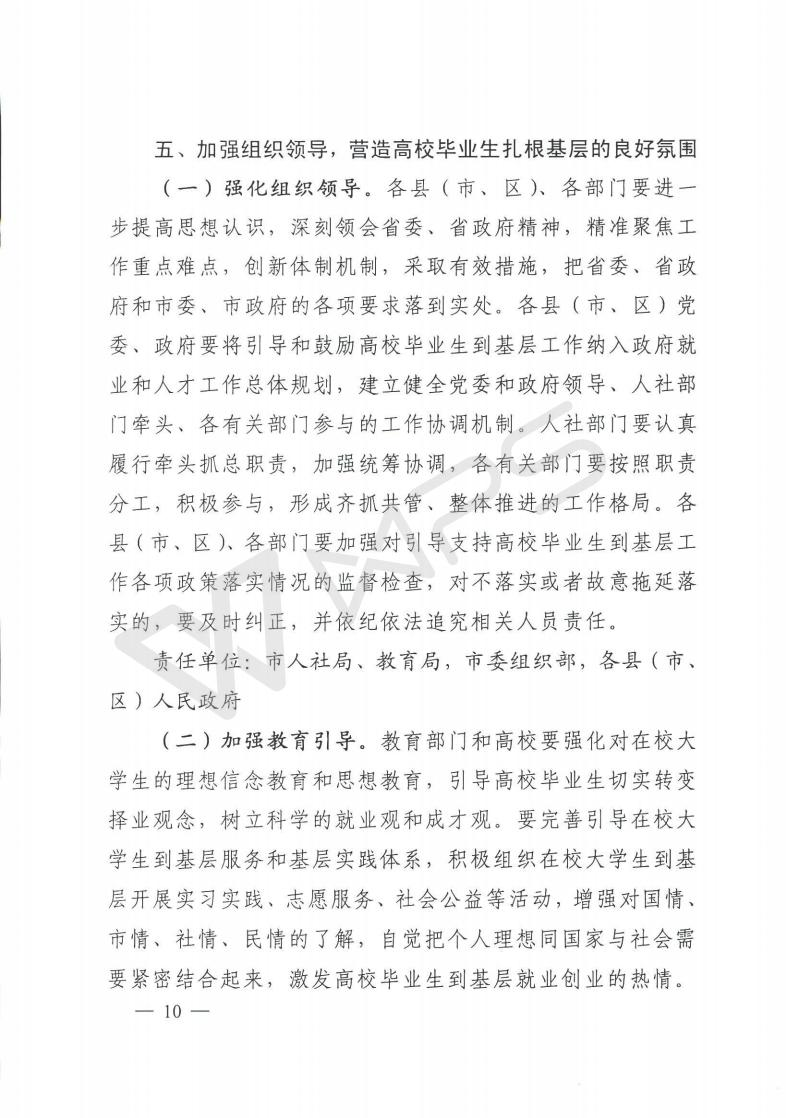 五、加强组织领导，营造高校毕业生扎根基层的良好氛围
（一）强化组织领导。各县（市、区）、各部门要进一
步提高思想认识，深刻领会省委、省政府精神，精准聚焦工
作重点难点，创新体制机制，采取有效措施，把省委、省政
府和市委、市政府的各项要求落到实处。各县（市、区）党
委、政府要将引导和鼓励高校毕业生到基层工作纳入政府就
业和人才工作总体规划，建立健全党委和政府领导、人社部
门牵头、各有关部门参与的工作协调机制。人社部门要认真
履行牵头抓总职责，加强统筹协调，各有关部门要按照职责
分工，积极参与，形成齐抓共管、整体推进的工作格局。各
县（市、区）、各部门要加强对引导支持高校毕业生到基层工
作各项政策落实情况的监督检查，对不落实或者故意拖延落
实的，要及时纠正，并依纪依法追究相关人员责任。
责任单位：市人社局、教育局，市委组织部，各县（市、
区）人民政府
（二）加强教育引导。教育部门和高校要强化对在校大
学生的理想信念教育和思想教育，引导高校毕业生切实转变
择业观念，树立科学的就业观和成才观。要完善引导在校大
学生到基层服务和基层实践体系，积极组织在校大学生到基
层开展实习实践、志愿服务、社会公益等活动，增强对国情、
市情、社情、民情的了解，自觉把个人理想同国家与社会需
要紧密结合起来，激发高校毕业生到基层就业创业的热情。
— 10 —
WPS